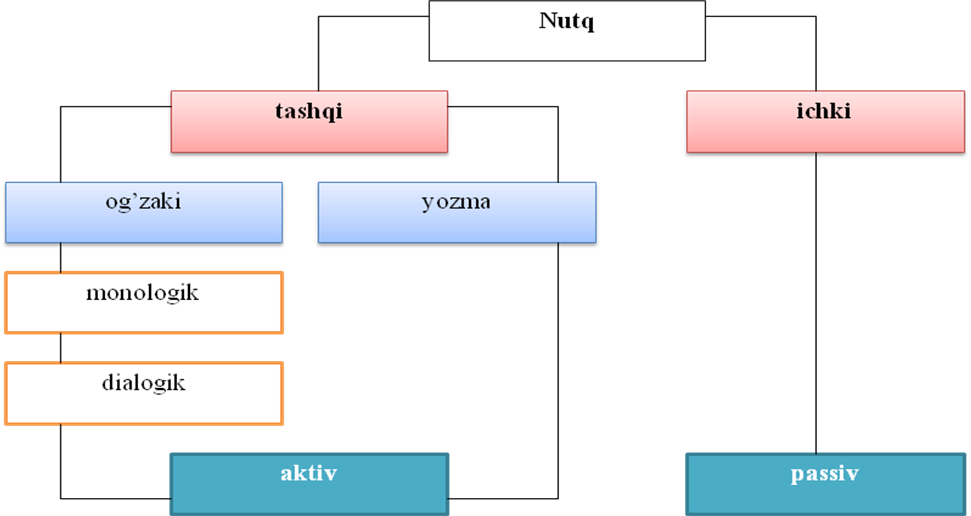 Nutq
tashqi
ichki
og’zaki
yozma
monologik
dialogik
aktiv
passiv